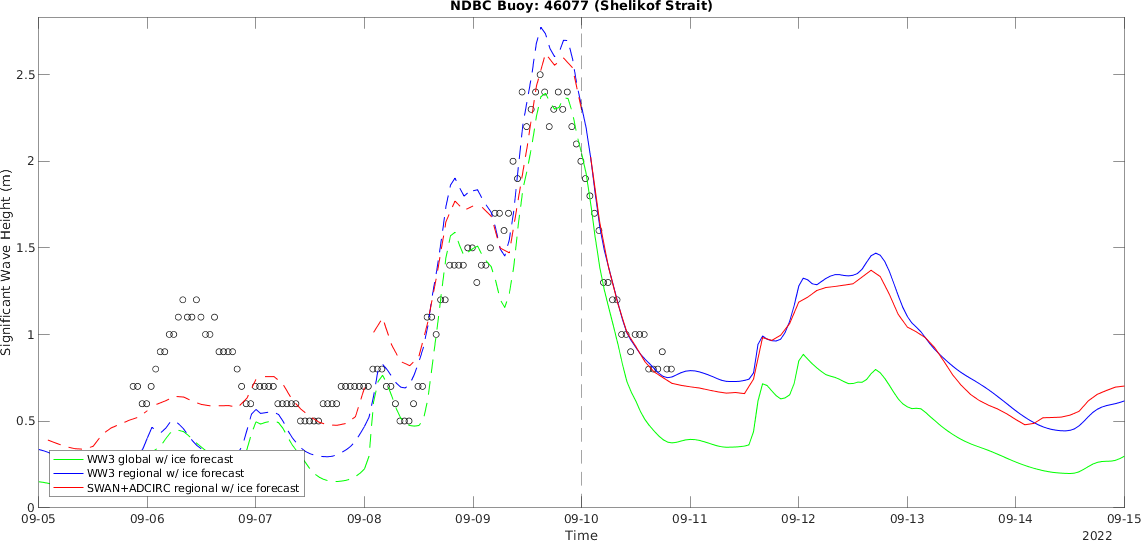 NDBC Buoy: 46077 (Shelikof Strait)
Significant Wave Height (m)
2.5
2
1.5
1
0.5
0
WW3 global w/ ice forecast
WW3 regional w/ ice forecast
SWAN+ADCIRC regional w/ ice forecast
09-05 09-06 09-07 09-08 09-09 09-10 09-11 09-12 09-13 09-14 09-15
Time
2022